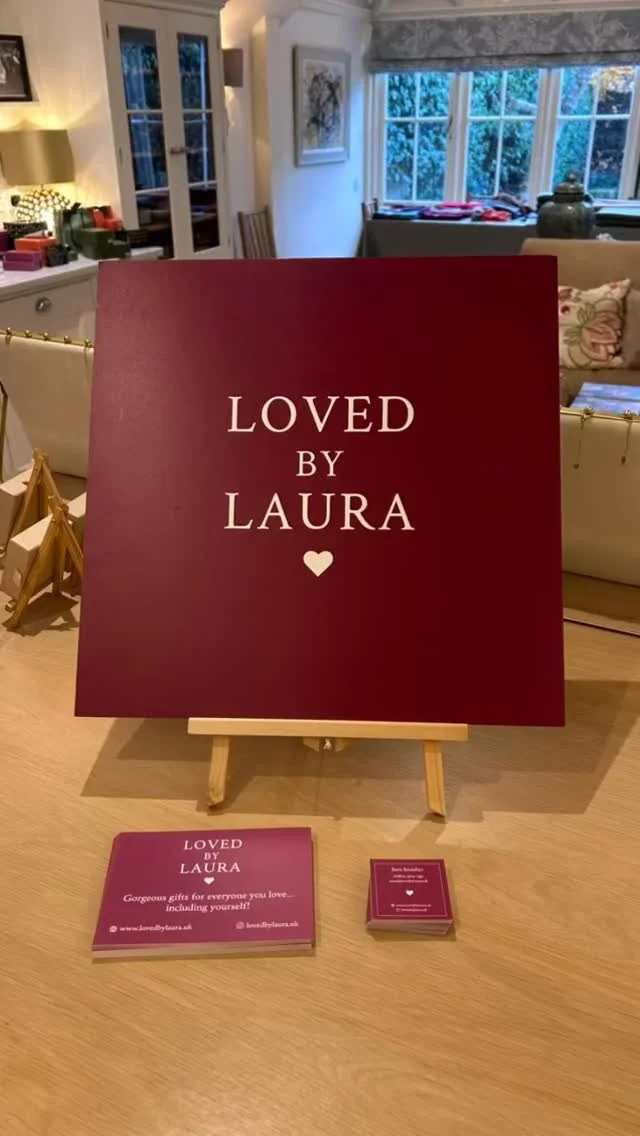 LOVED
BY
LAURA
LOVED
BY
LAURA
Gorgeous gifts for everyone you love...
including yourself!
www.lovedbylaura.uk
lovedbylaura.uk